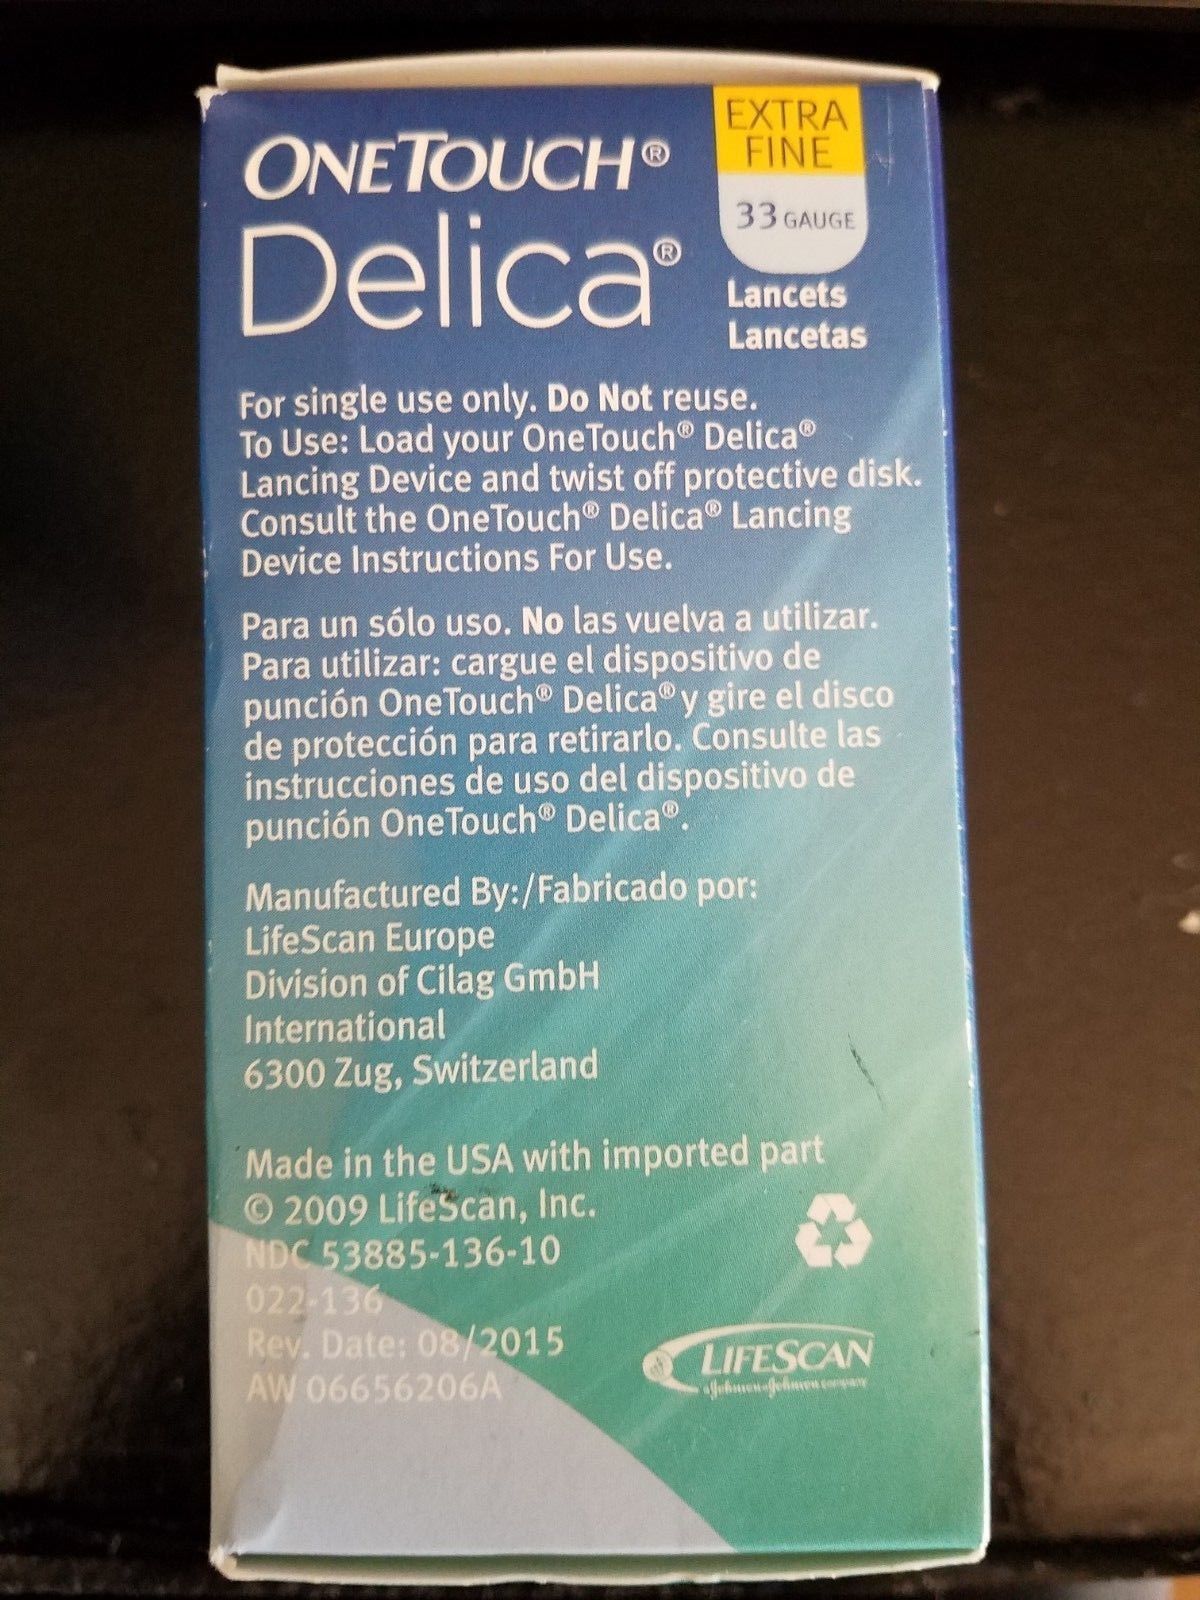 ONETOUCH®
Delica®
EXTRA
FINE
33 GAUGE
Lancets
Lancetas
For single use only. Do Not reuse.
To Use: Load your OneTouch® Delica®
Lancing Device and twist off protective disk.
Consult the OneTouch® Delica® Lancing
Device Instructions For Use.
Para un sólo uso. No las vuelva a utilizar.
Para utilizar: cargue el dispositivo de
punción OneTouch® Delica® y gire el disco
de protección para retirarlo. Consulte las
instrucciones de uso del dispositivo de
punción OneTouch® Delica®.
Manufactured By:/Fabricado por:
LifeScan Europe
Division of Cilag GmbH
International
6300 Zug, Switzerland
Made in the USA with imported part
© 2009 LifeScan, Inc.
NDC 53885-136-10
022-136
Rev. Date: 08/2015
AW 06656206A
LIFESCAN
a Johnson & Johnson company